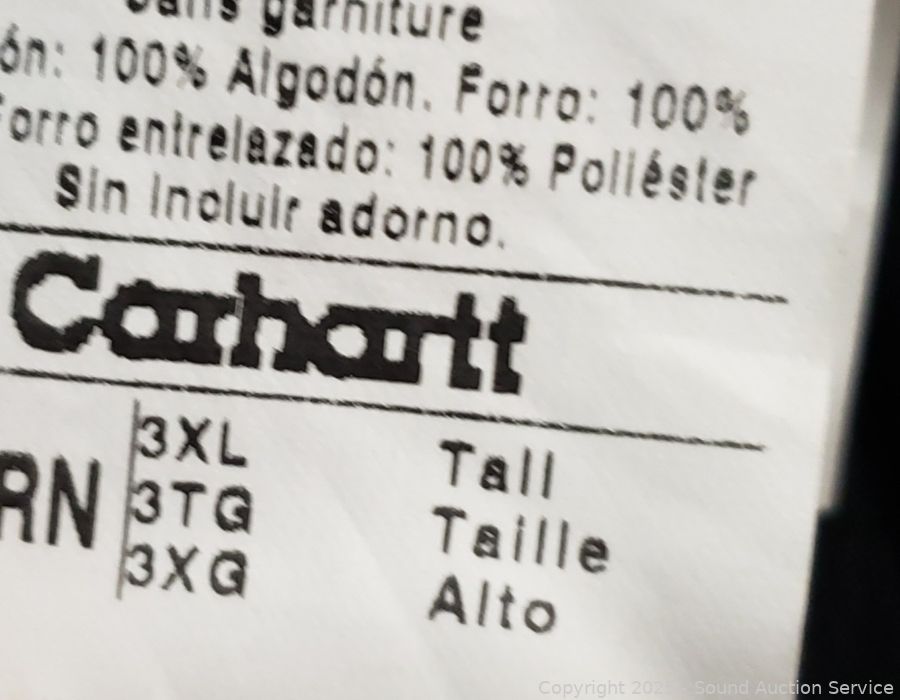 Sans garniture
ón: 100% Algodón. Forro: 100%
Forro entrelazado: 100% Poliéster
Sin incluir adorno.
Carhartt
RN
3XL Tall
3TG Taille
3XG Alto
Sound Auction Service